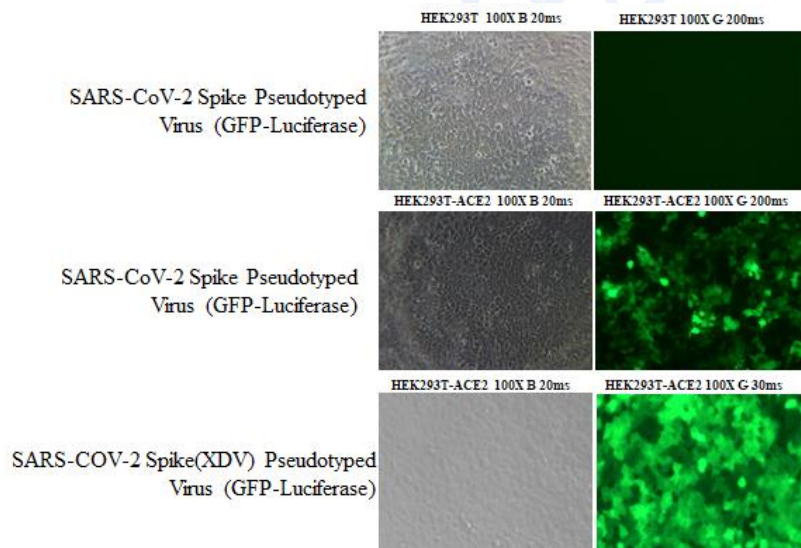 HEK293T 100X B 20ms
HEK293T 100X G 200ms
SARS-CoV-2 Spike Pseudotyped
Virus (GFP-Luciferase)
HEK293T-ACE2 100X B 20ms
HEK293T-ACE2 100X G 200ms
SARS-CoV-2 Spike Pseudotyped
Virus (GFP-Luciferase)
HEK293T-ACE2 100X B 20ms
HEK293T-ACE2 100X G 30ms
SARS-COV-2 Spike(XDV) Pseudotyped
Virus (GFP-Luciferase)